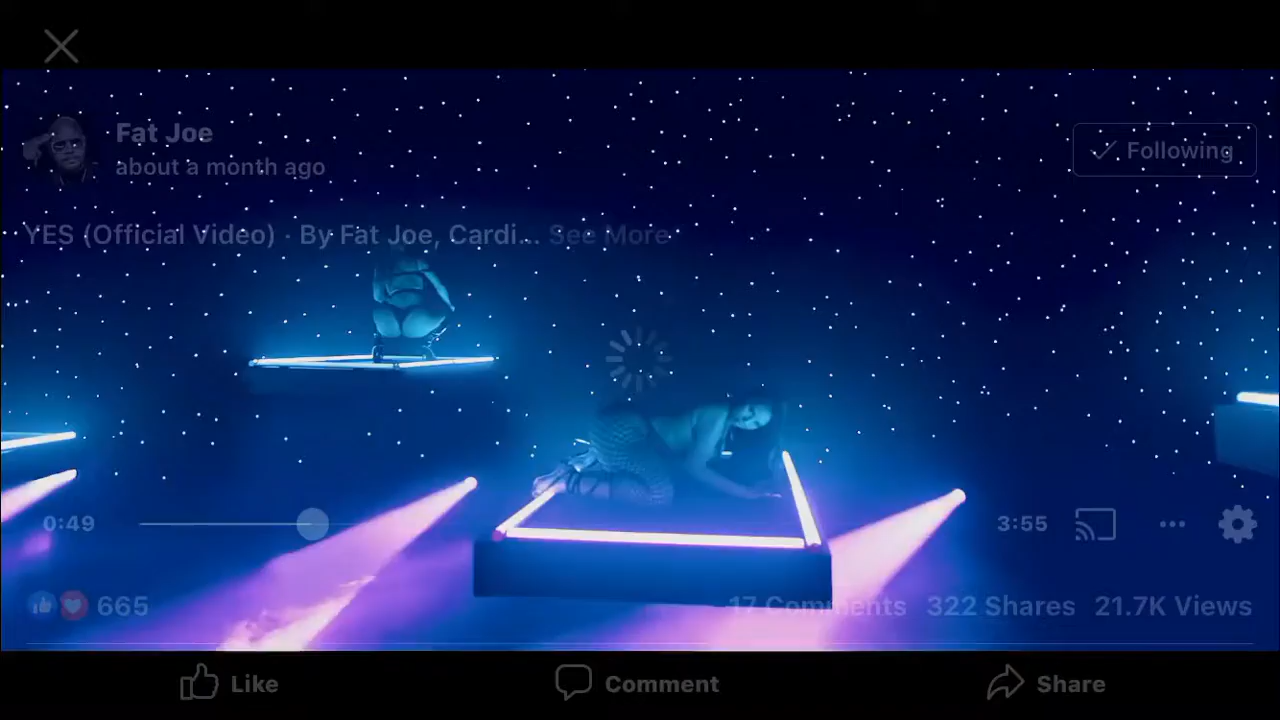 Fat Joe
about a month ago
Following
YES (Official Video) · By Fat Joe, Cardi... See More
0:49
3:55
665
17 Comments 322 Shares 21.7K Views
Like
Comment
Share